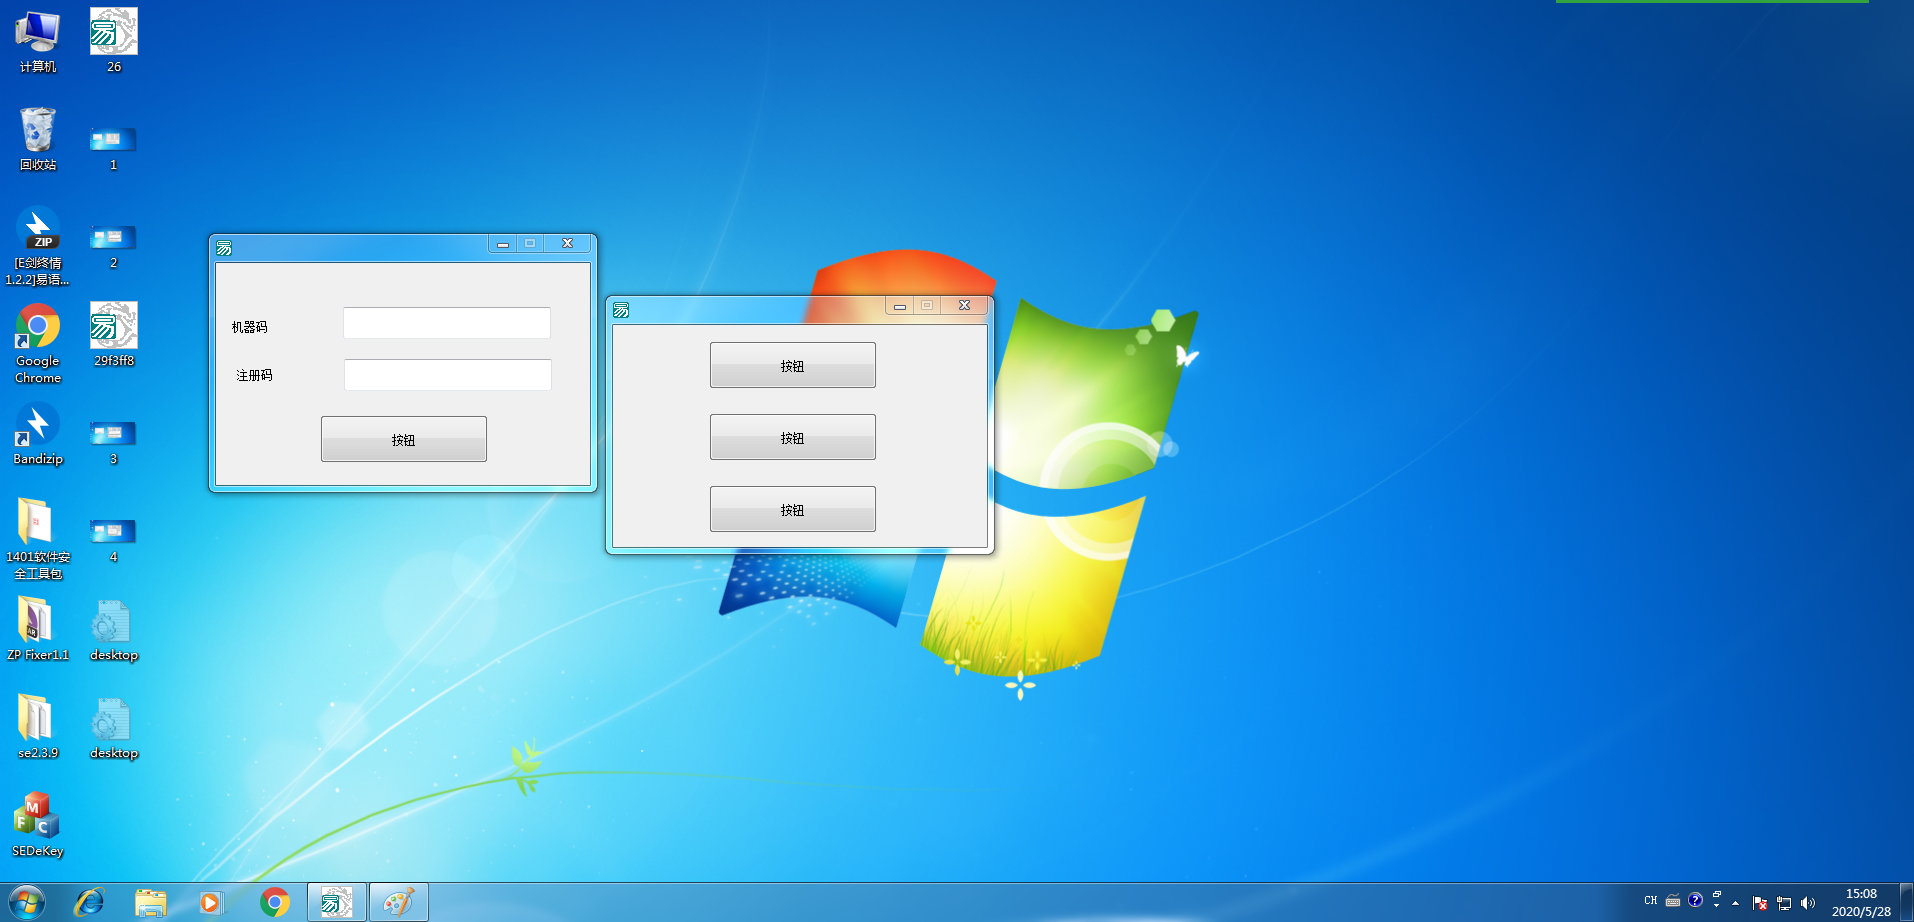 计算机
26
回收站
1
ZIP
[E剑终情
1.2.2]易语...
2
Google
Chrome
29f3ff8
Bandizip
3
1401软件安
全工具包
4
ZP Fixer1.1
desktop
se2.3.9
desktop
SEDeKey
易
机器码
注册码
按钮
易
按钮
按钮
按钮
CH
15:08
2020/5/28